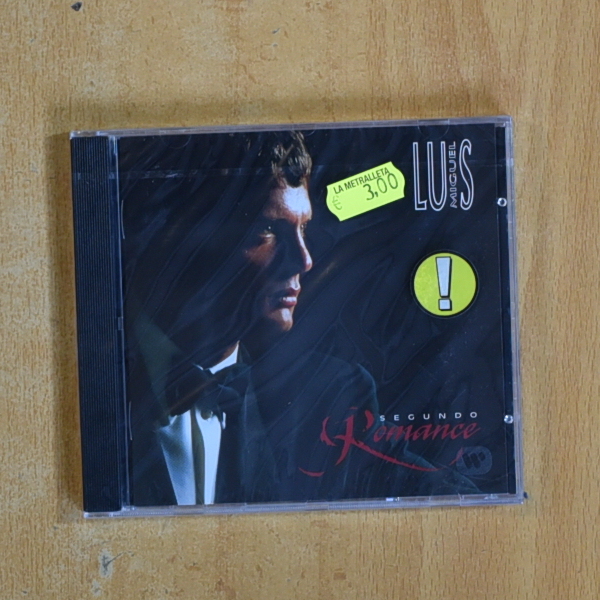 LA METRALLETA
€ 3,00
LUIS
MIGUEL
!
SEGUNDO
Romance